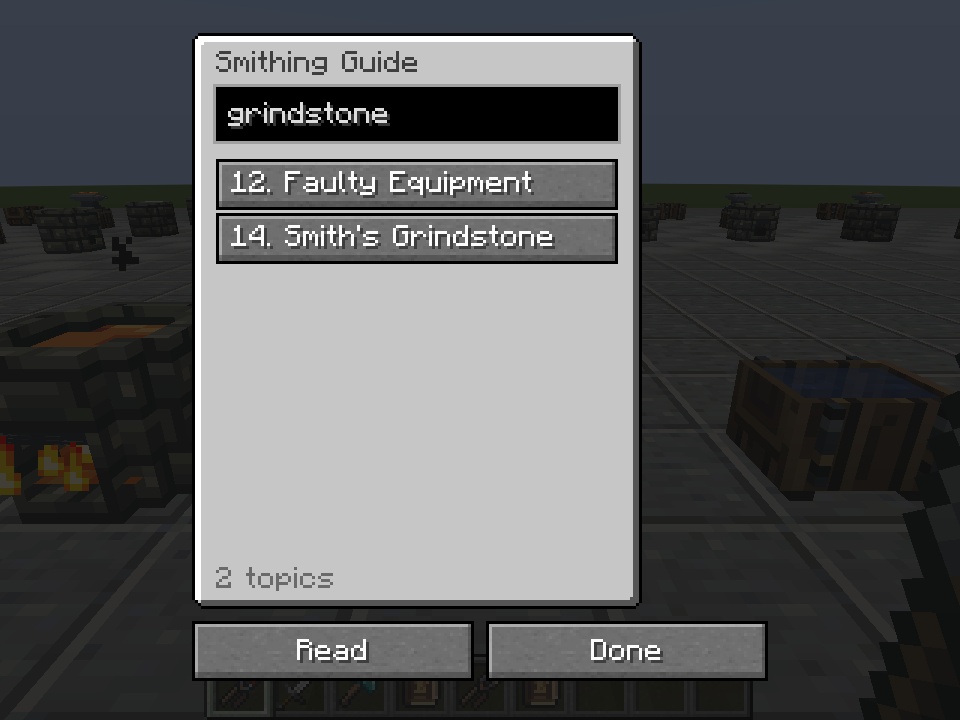 Smithing Guide
grindstone
12. Faulty Equipment
14. Smith's Grindstone
2 topics
Read
Done